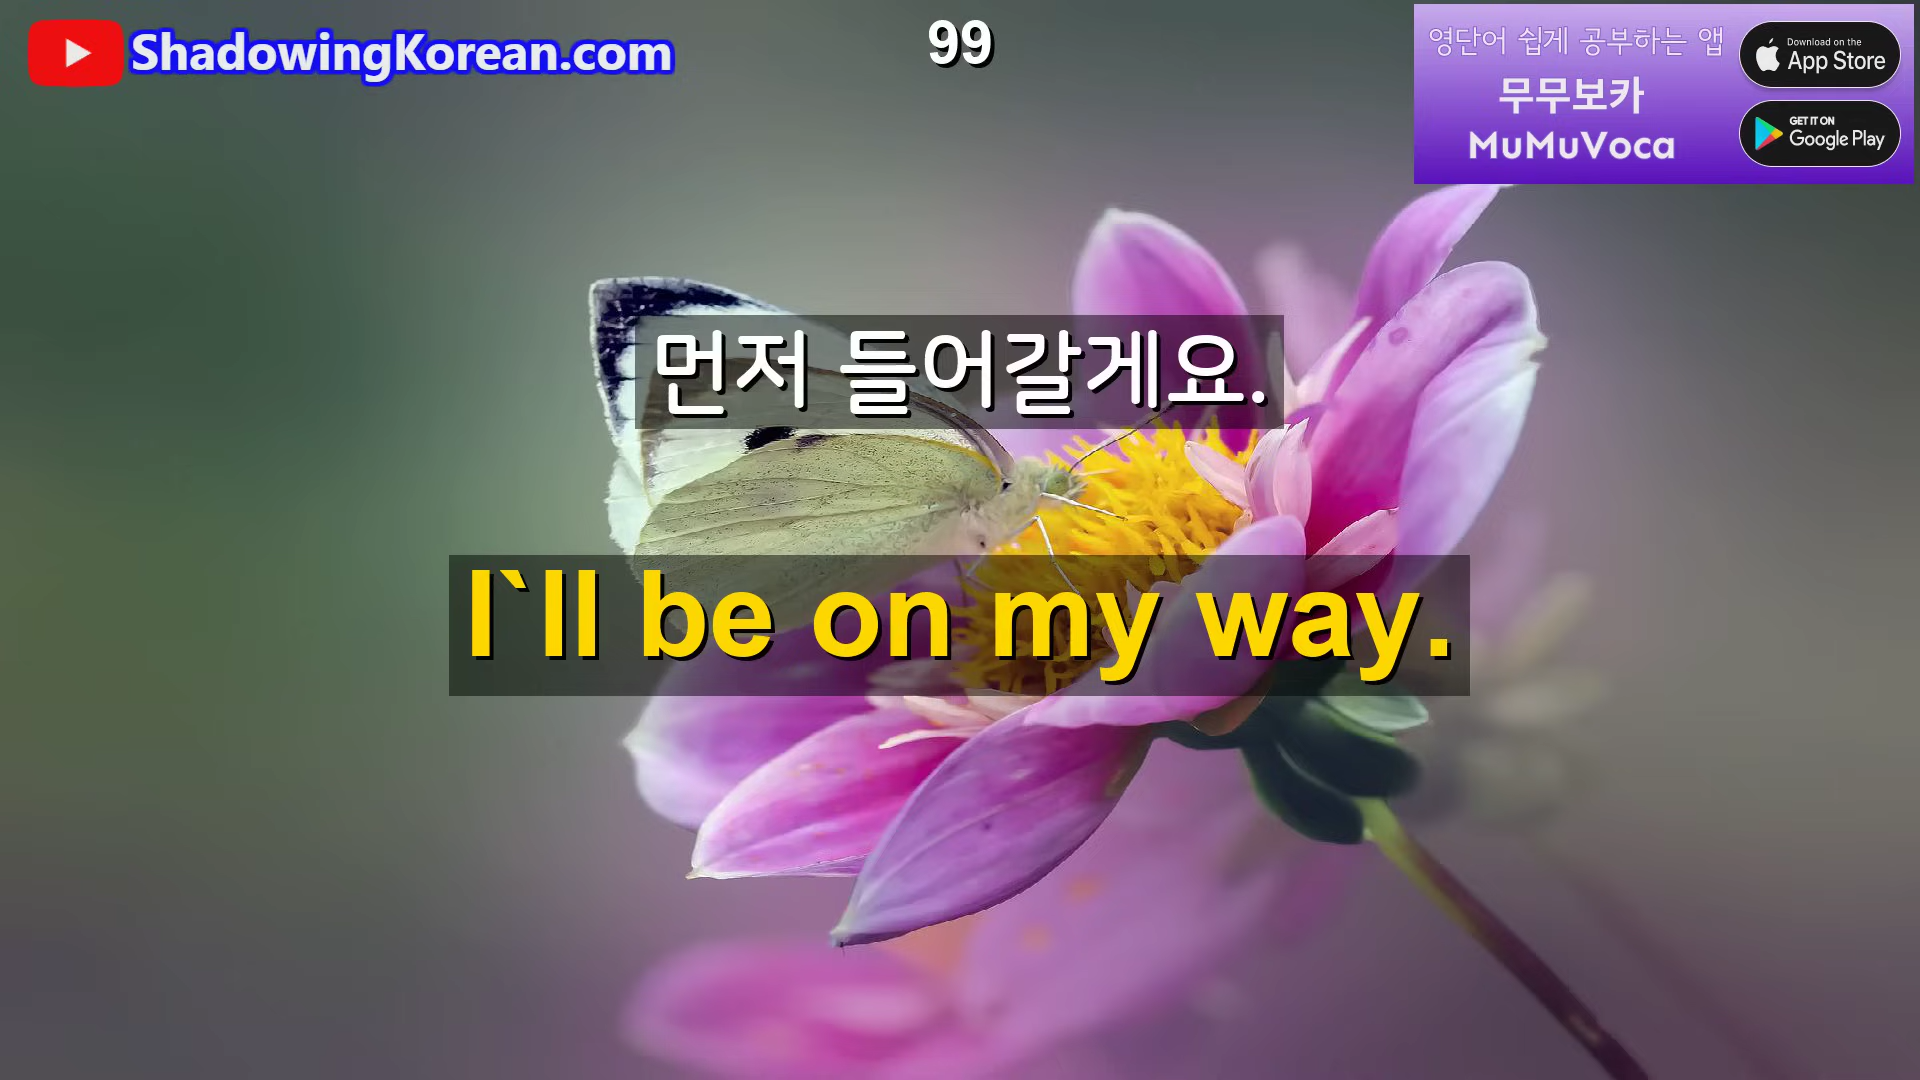 ShadowingKorean.com
99
영단어 쉽게 공부하는 앱
무무보카
MuMuVoca
Download on the
App Store
GET IT ON
Google Play
먼저 들어갈게요.
I`ll be on my way.